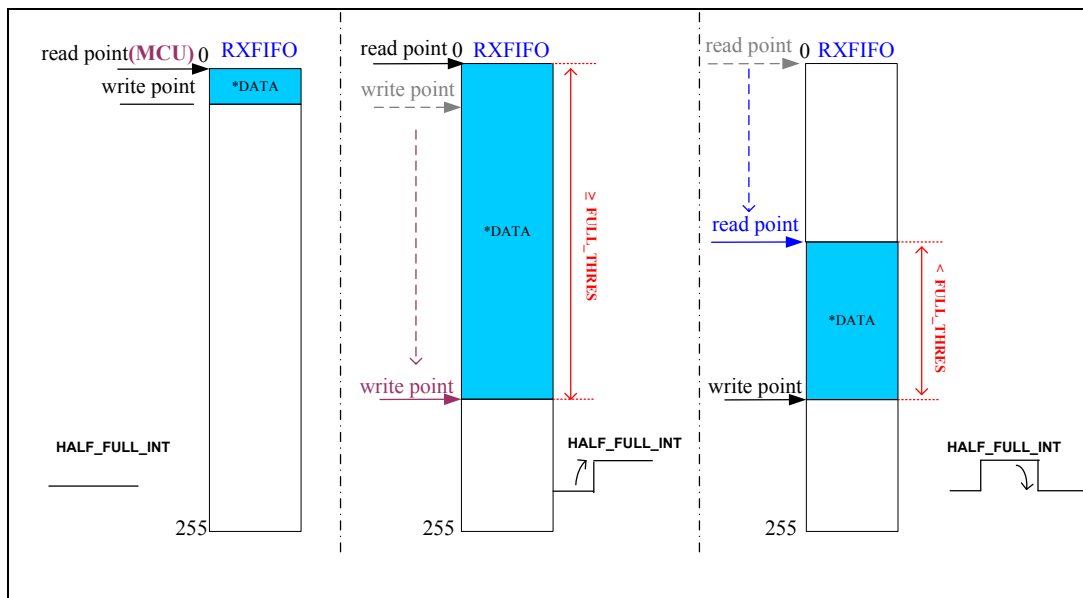 read point(MCU) 0 RXFIFO
write point
*DATA
HALF_FULL_INT
255
read point 0 RXFIFO
write point
*DATA
≥ FULL_THRES
write point
HALF_FULL_INT
255
read point 0 RXFIFO
read point
*DATA
< FULL_THRES
write point
HALF_FULL_INT
255